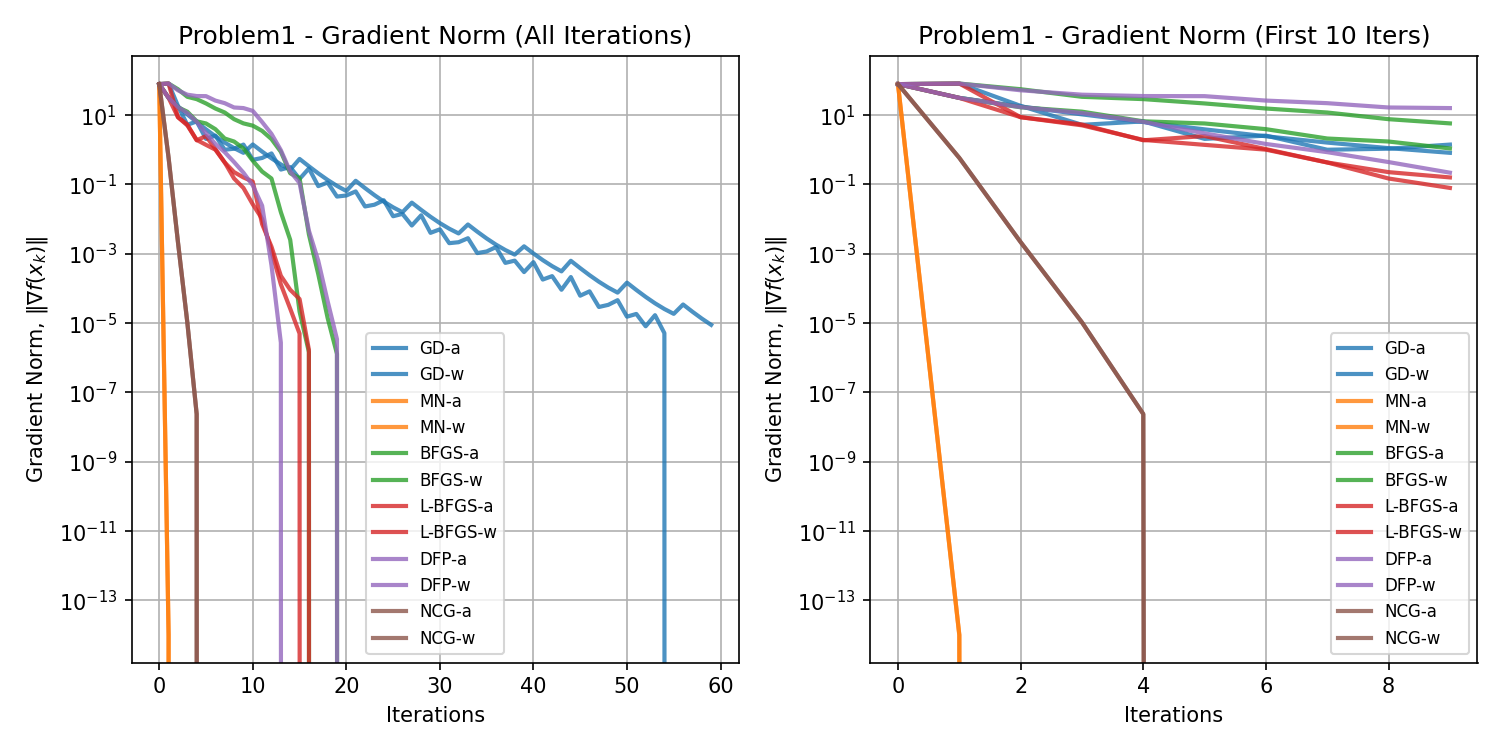 Problem1 - Gradient Norm (All Iterations)
Gradient Norm, ‖∇f(x_k)‖
10¹
10⁻¹
10⁻³
10⁻⁵
10⁻⁷
10⁻⁹
10⁻¹¹
10⁻¹³
GD-a
GD-w
MN-a
MN-w
BFGS-a
BFGS-w
L-BFGS-a
L-BFGS-w
DFP-a
DFP-w
NCG-a
NCG-w
0 10 20 30 40 50 60
Iterations
Problem1 - Gradient Norm (First 10 Iters)
Gradient Norm, ‖∇f(x_k)‖
10¹
10⁻¹
10⁻³
10⁻⁵
10⁻⁷
10⁻⁹
10⁻¹¹
10⁻¹³
GD-a
GD-w
MN-a
MN-w
BFGS-a
BFGS-w
L-BFGS-a
L-BFGS-w
DFP-a
DFP-w
NCG-a
NCG-w
0 2 4 6 8
Iterations